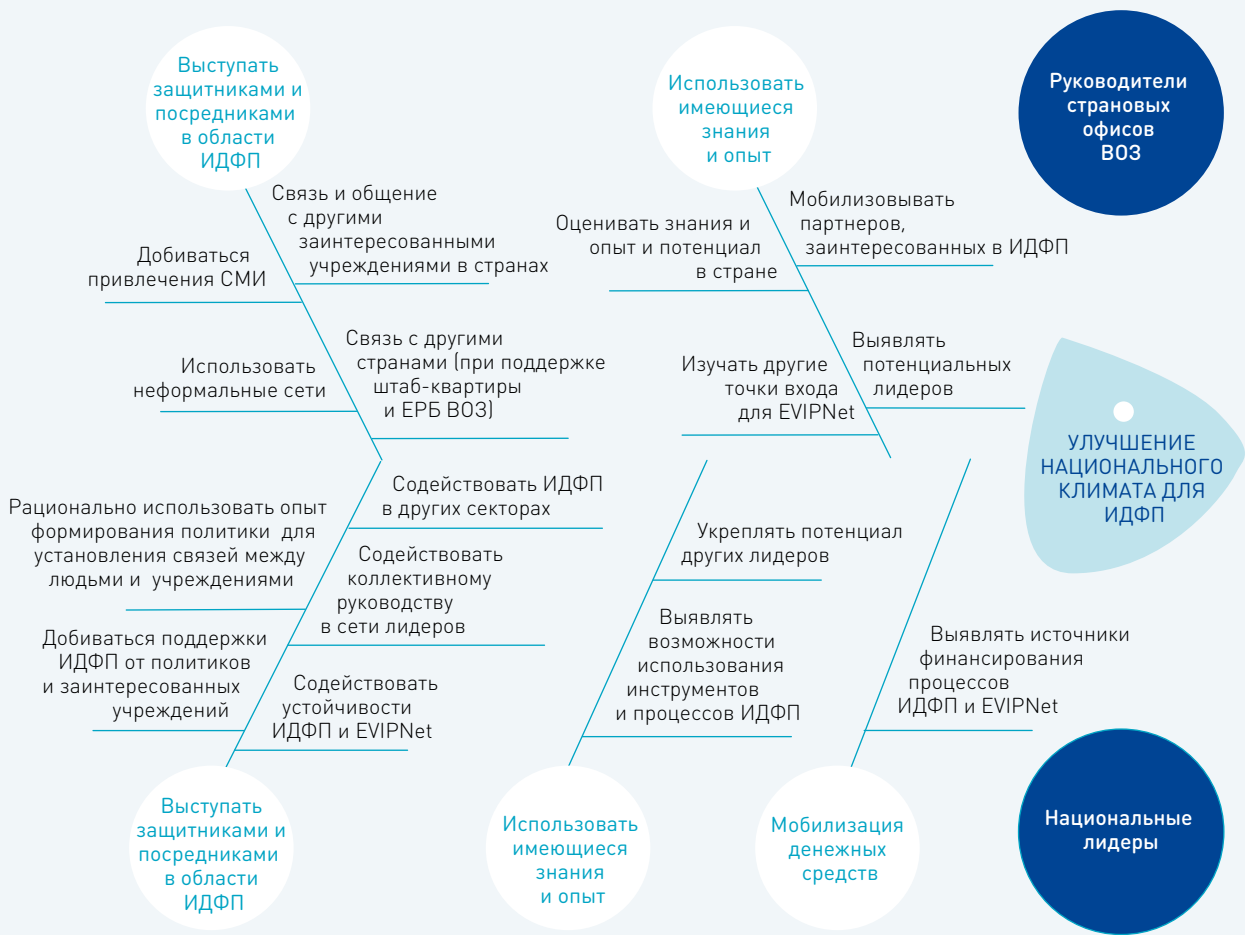 Выступать
защитниками и
посредниками
в области
ИДФП
Использовать
имеющиеся
знания
и опыт
Руководители
страновых
офисов
ВОЗ
Связь и общение
с другими
заинтересованными
учреждениями в странах
Добиваться
привлечения СМИ
Связь с другими
странами (при поддержке
штаб-квартиры
и ЕРБ ВОЗ)
Использовать
неформальные сети
Мобилизовывать
партнеров,
заинтересованных в ИДФП
Оценивать знания и
опыт и потенциал
в стране
Выявлять
потенциальных
лидеров
Изучать другие
точки входа
для EVIPNet
УЛУЧШЕНИЕ
НАЦИОНАЛЬНОГО
КЛИМАТА ДЛЯ
ИДФП
Содействовать ИДФП
в других секторах
Рационально использовать опыт
формирования политики для
установления связей между
людьми и учреждениями
Содействовать
коллективному
руководству
в сети лидеров
Добиваться поддержки
ИДФП от политиков
и заинтересованных
учреждений
Содействовать
устойчивости
ИДФП и EVIPNet
Укреплять потенциал
других лидеров
Выявлять
возможности
использования
инструментов
и процессов ИДФП
Выявлять источники
финансирования
процессов
ИДФП и EVIPNet
Выступать
защитниками и
посредниками
в области
ИДФП
Использовать
имеющиеся
знания
и опыт
Мобилизация
денежных
средств
Национальные
лидеры